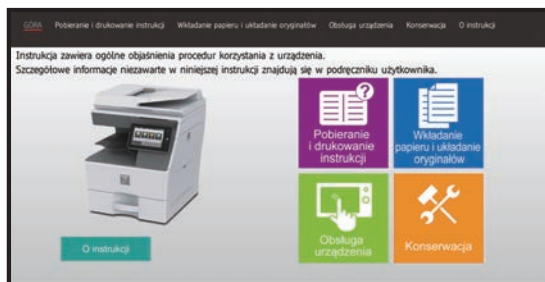 GÓRA Pobieranie i drukowanie instrukcji Wkładanie papieru i układanie oryginałów Obsługa urządzenia Konserwacja O instrukcji
Instrukcja zawiera ogólne objaśnienia procedur korzystania z urządzenia.
Szczegółowe informacje niezawarte w niniejszej instrukcji znajdują się w podręczniku użytkownika.
Pobieranie
i drukowanie
instrukcji
Wkładanie
papieru i układanie
oryginałów
Obsługa
urządzenia
Konserwacja
O instrukcji